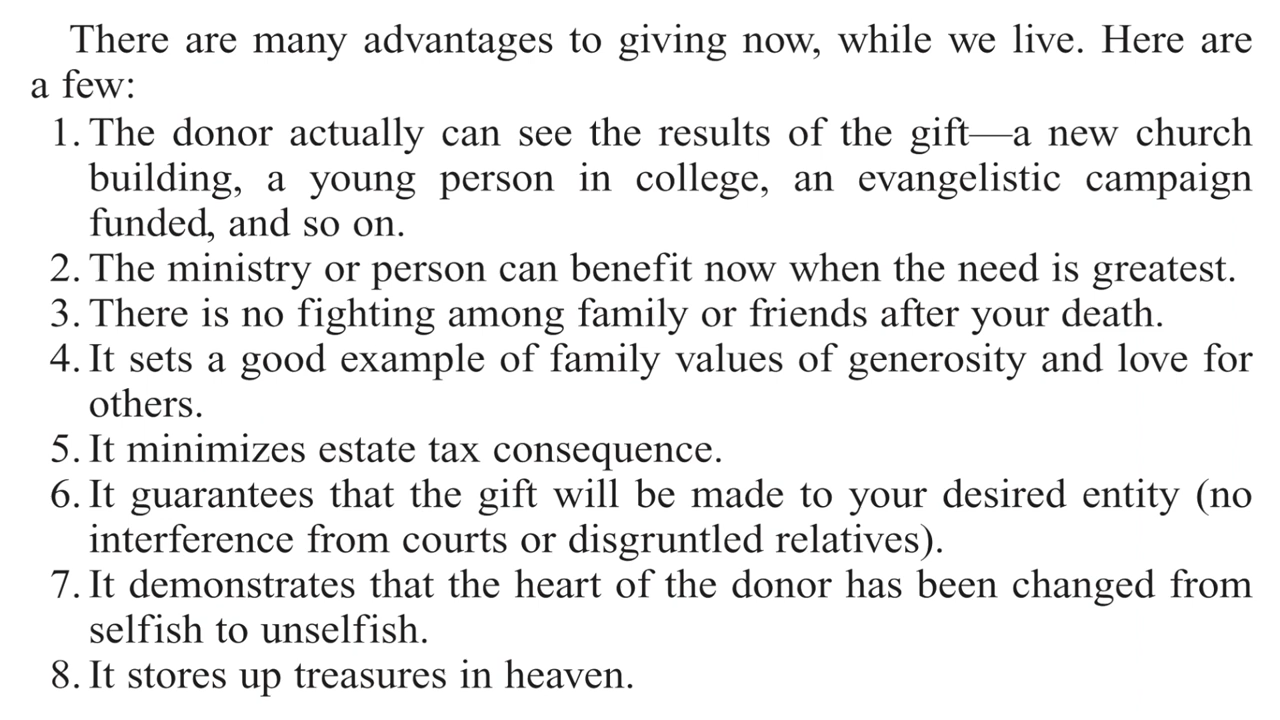 There are many advantages to giving now, while we live. Here are
a few:
1. The donor actually can see the results of the gift—a new church
building, a young person in college, an evangelistic campaign
funded, and so on.
2. The ministry or person can benefit now when the need is greatest.
3. There is no fighting among family or friends after your death.
4. It sets a good example of family values of generosity and love for
others.
5. It minimizes estate tax consequence.
6. It guarantees that the gift will be made to your desired entity (no
interference from courts or disgruntled relatives).
7. It demonstrates that the heart of the donor has been changed from
selfish to unselfish.
8. It stores up treasures in heaven.